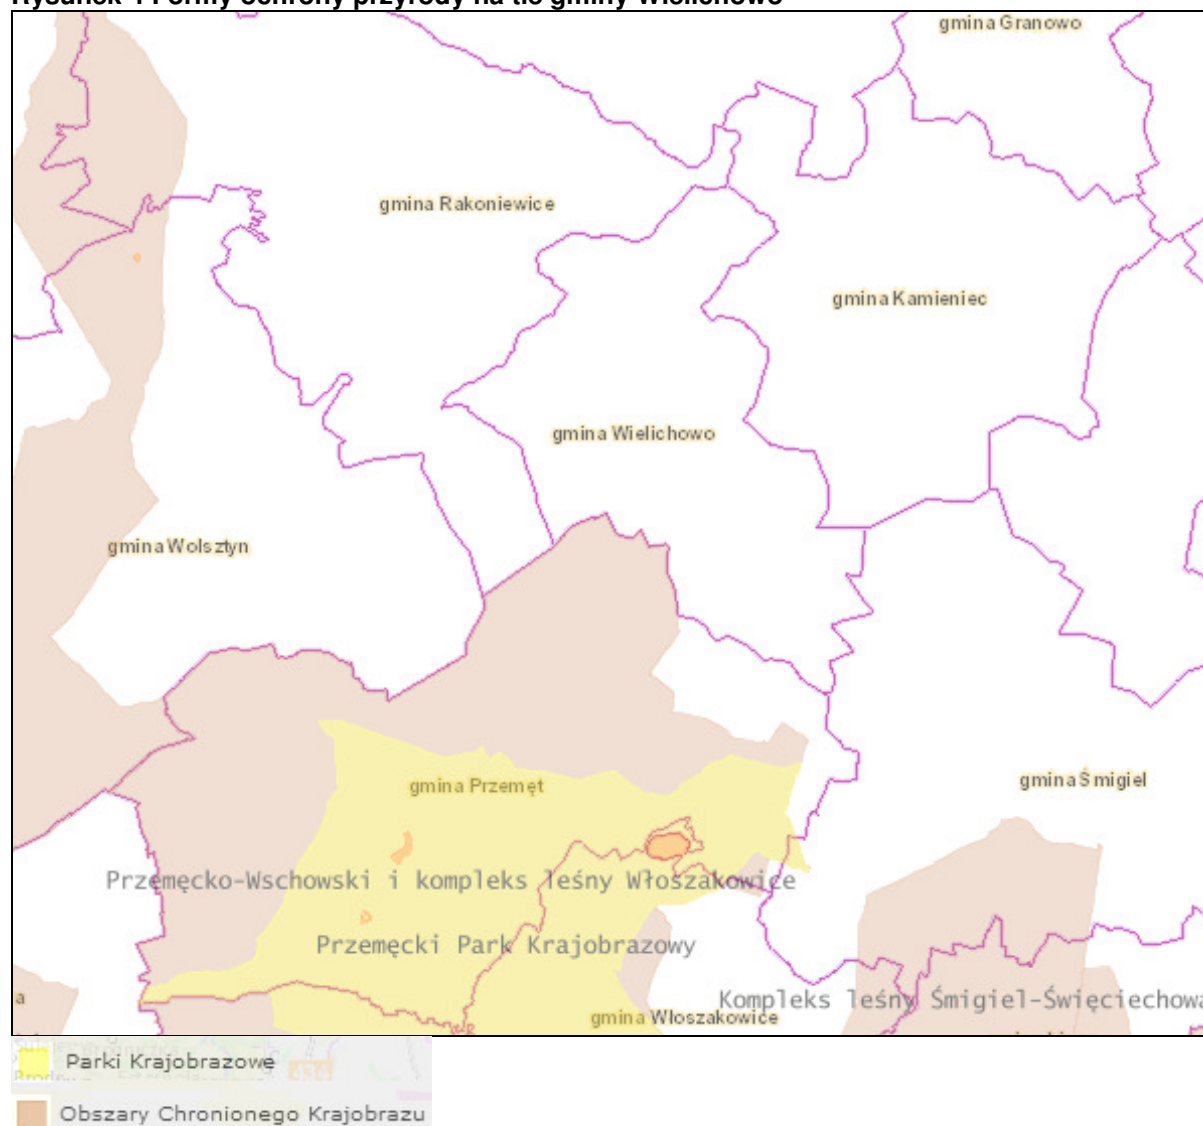 gmina Granowo
gmina Rakoniewice
gmina Kamieniec
gmina Wielichowo
gmina Wolsztyn
gmina Śmigiel
gmina Przemęt
Przemęcko-Wschowski i kompleks leśny Włoszakowice
Przemęcki Park Krajobrazowy
a
Kompleks leśny Śmigiel-Święciechowa
gmina Włoszakowice
Parki Krajobrazowe
Obszary Chronionego Krajobrazu